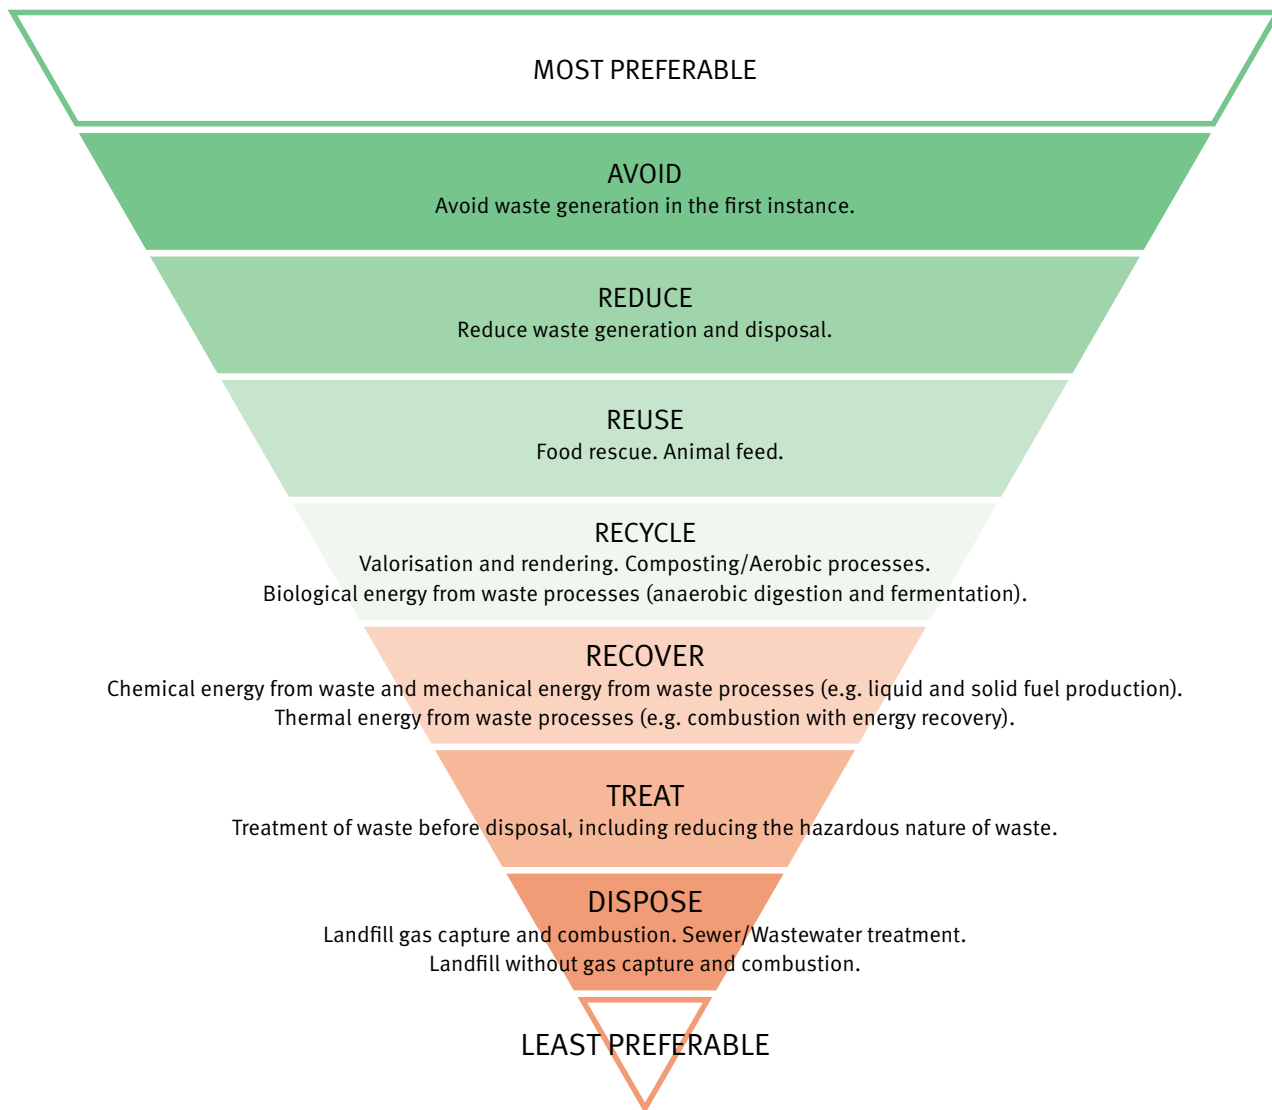 MOST PREFERABLE
AVOID
Avoid waste generation in the first instance.
REDUCE
Reduce waste generation and disposal.
REUSE
Food rescue. Animal feed.
RECYCLE
Valorisation and rendering. Composting/Aerobic processes.
Biological energy from waste processes (anaerobic digestion and fermentation).
RECOVER
Chemical energy from waste and mechanical energy from waste processes (e.g. liquid and solid fuel production).
Thermal energy from waste processes (e.g. combustion with energy recovery).
TREAT
Treatment of waste before disposal, including reducing the hazardous nature of waste.
DISPOSE
Landfill gas capture and combustion. Sewer/Wastewater treatment.
Landfill without gas capture and combustion.
LEAST PREFERABLE